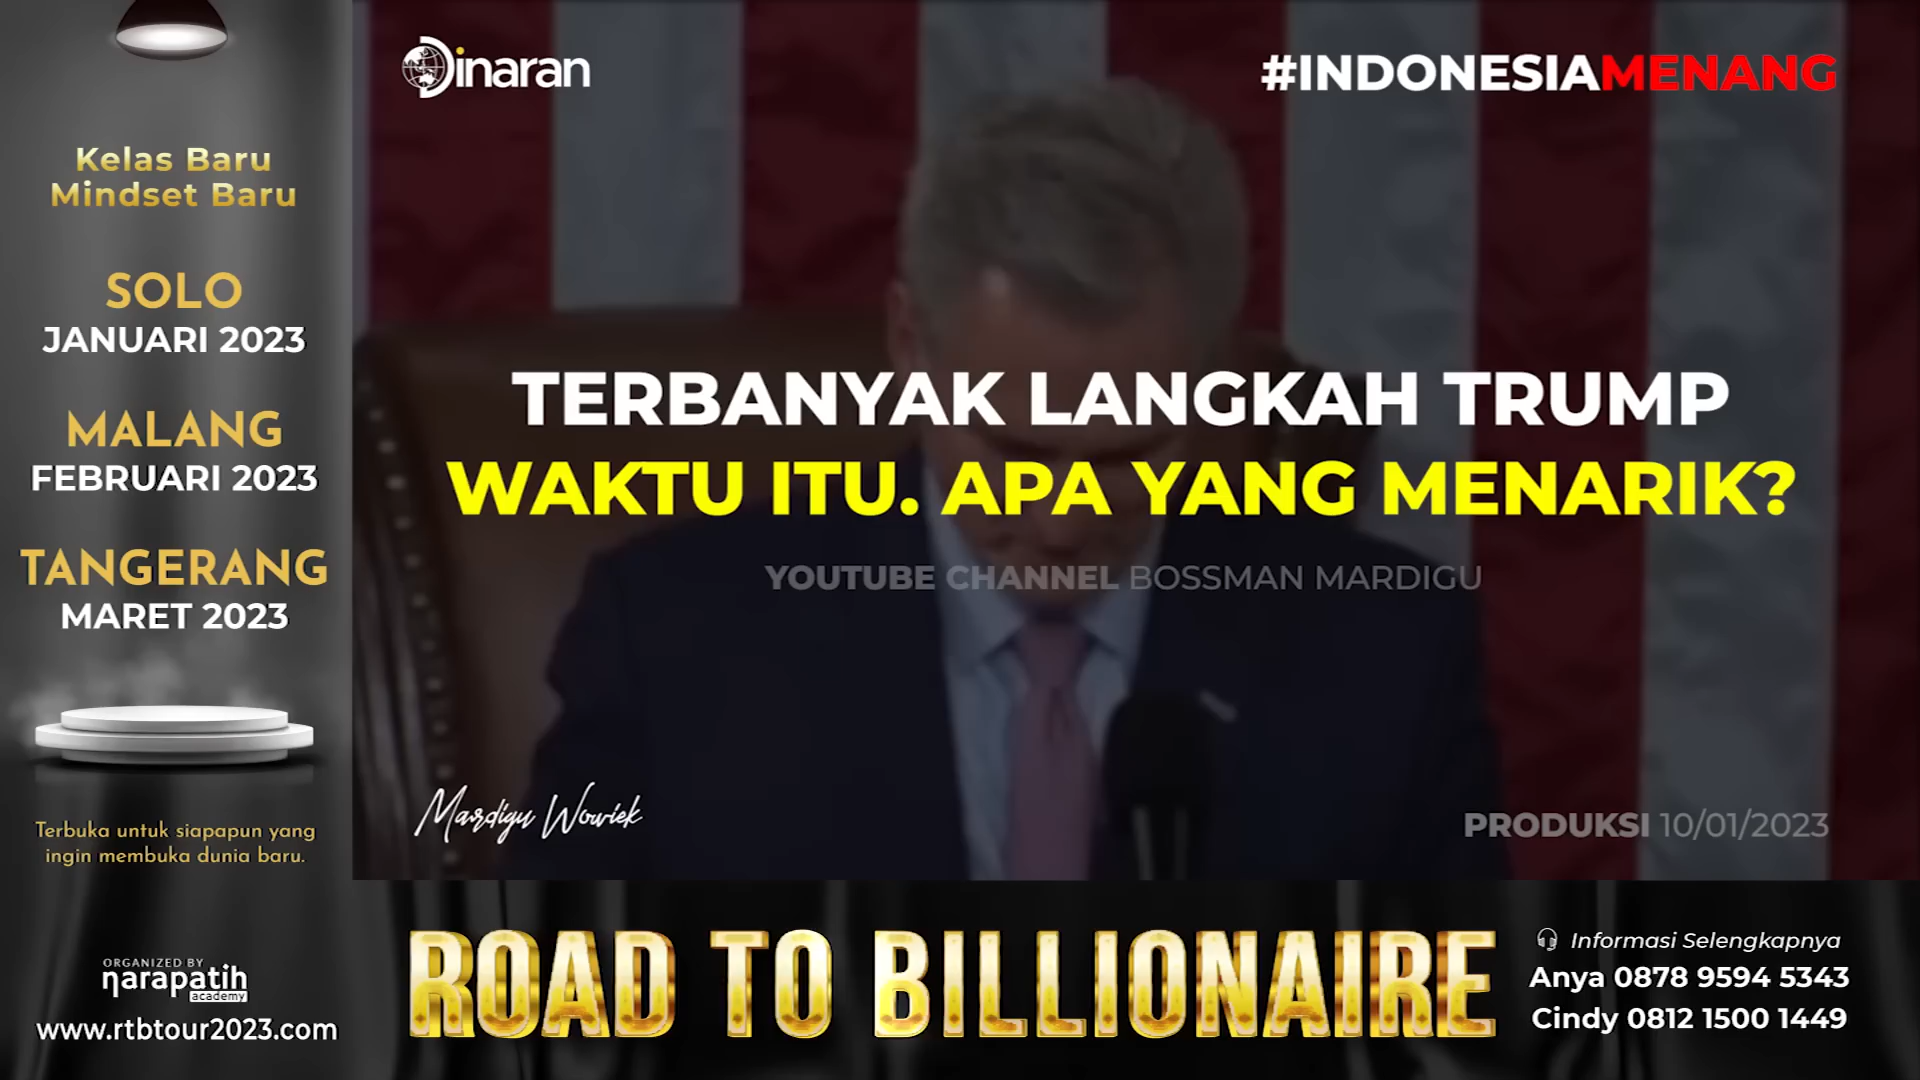 Dinaran
#INDONESIAMENANG
Kelas Baru
Mindset Baru
SOLO
JANUARI 2023
MALANG
FEBRUARI 2023
TANGERANG
MARET 2023
Terbuka untuk siapapun yang
ingin membuka dunia baru.
ORGANIZED BY
narapatih
academy
www.rtbtour2023.com
TERBANYAK LANGKAH TRUMP
WAKTU ITU. APA YANG MENARIK?
YOUTUBE CHANNEL BOSSMAN MARDIGU
Mardigu Wowiek
PRODUKSI 10/01/2023
ROAD TO BILLIONAIRE
Informasi Selengkapnya
Anya 0878 9594 5343
Cindy 0812 1500 1449